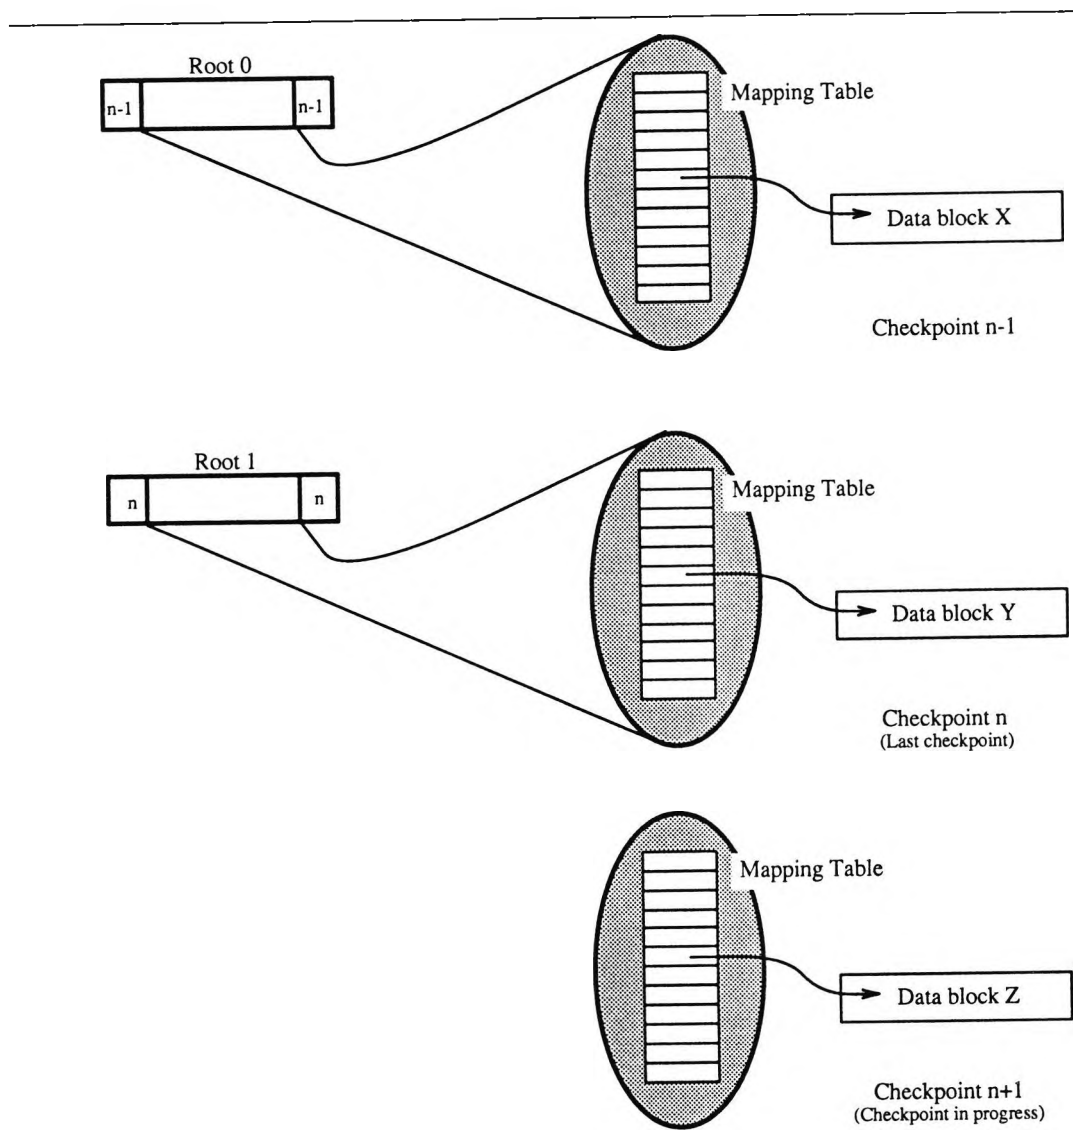 Root 0
n-1
n-1
Mapping Table
Data block X
Checkpoint n-1
Root 1
n
n
Mapping Table
Data block Y
Checkpoint n
(Last checkpoint)
Mapping Table
Data block Z
Checkpoint n+1
(Checkpoint in progress)